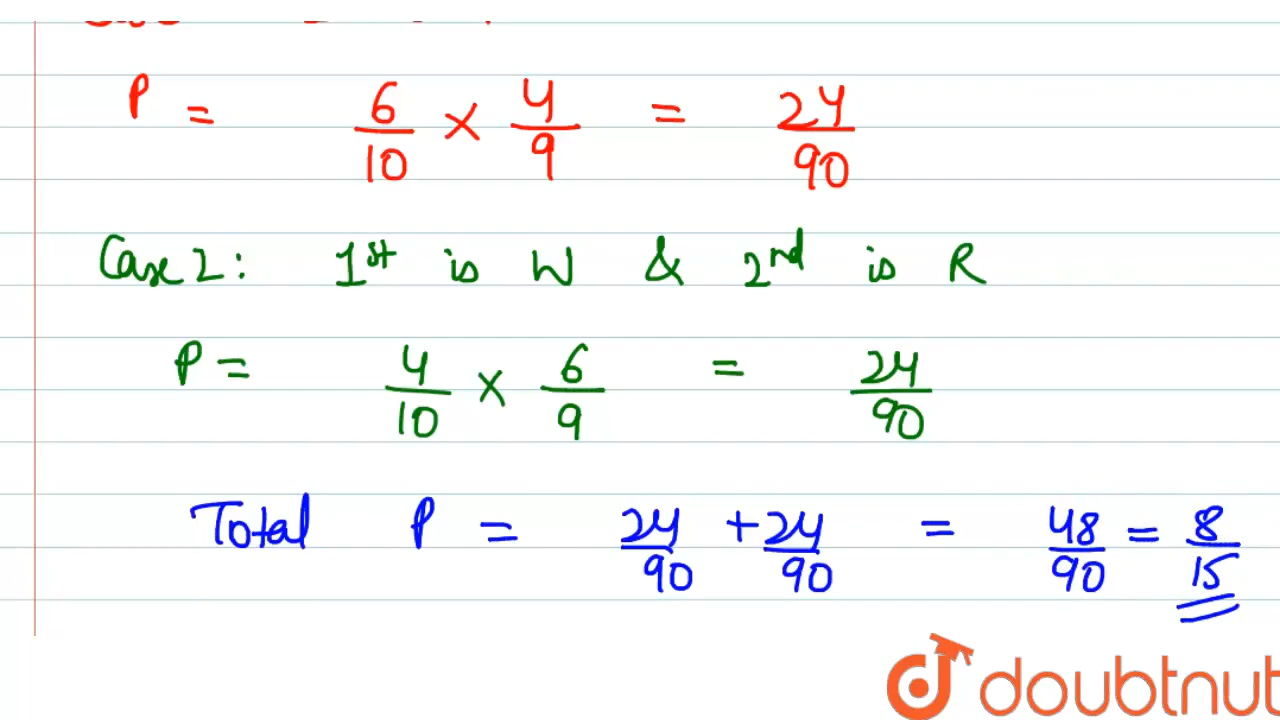 P = 6/10 × 4/9 = 24/90
Case 2: 1st is W & 2nd is R
P = 4/10 × 6/9 = 24/90
Total P = 24/90 + 24/90 = 48/90 = 8/15
doubtnut